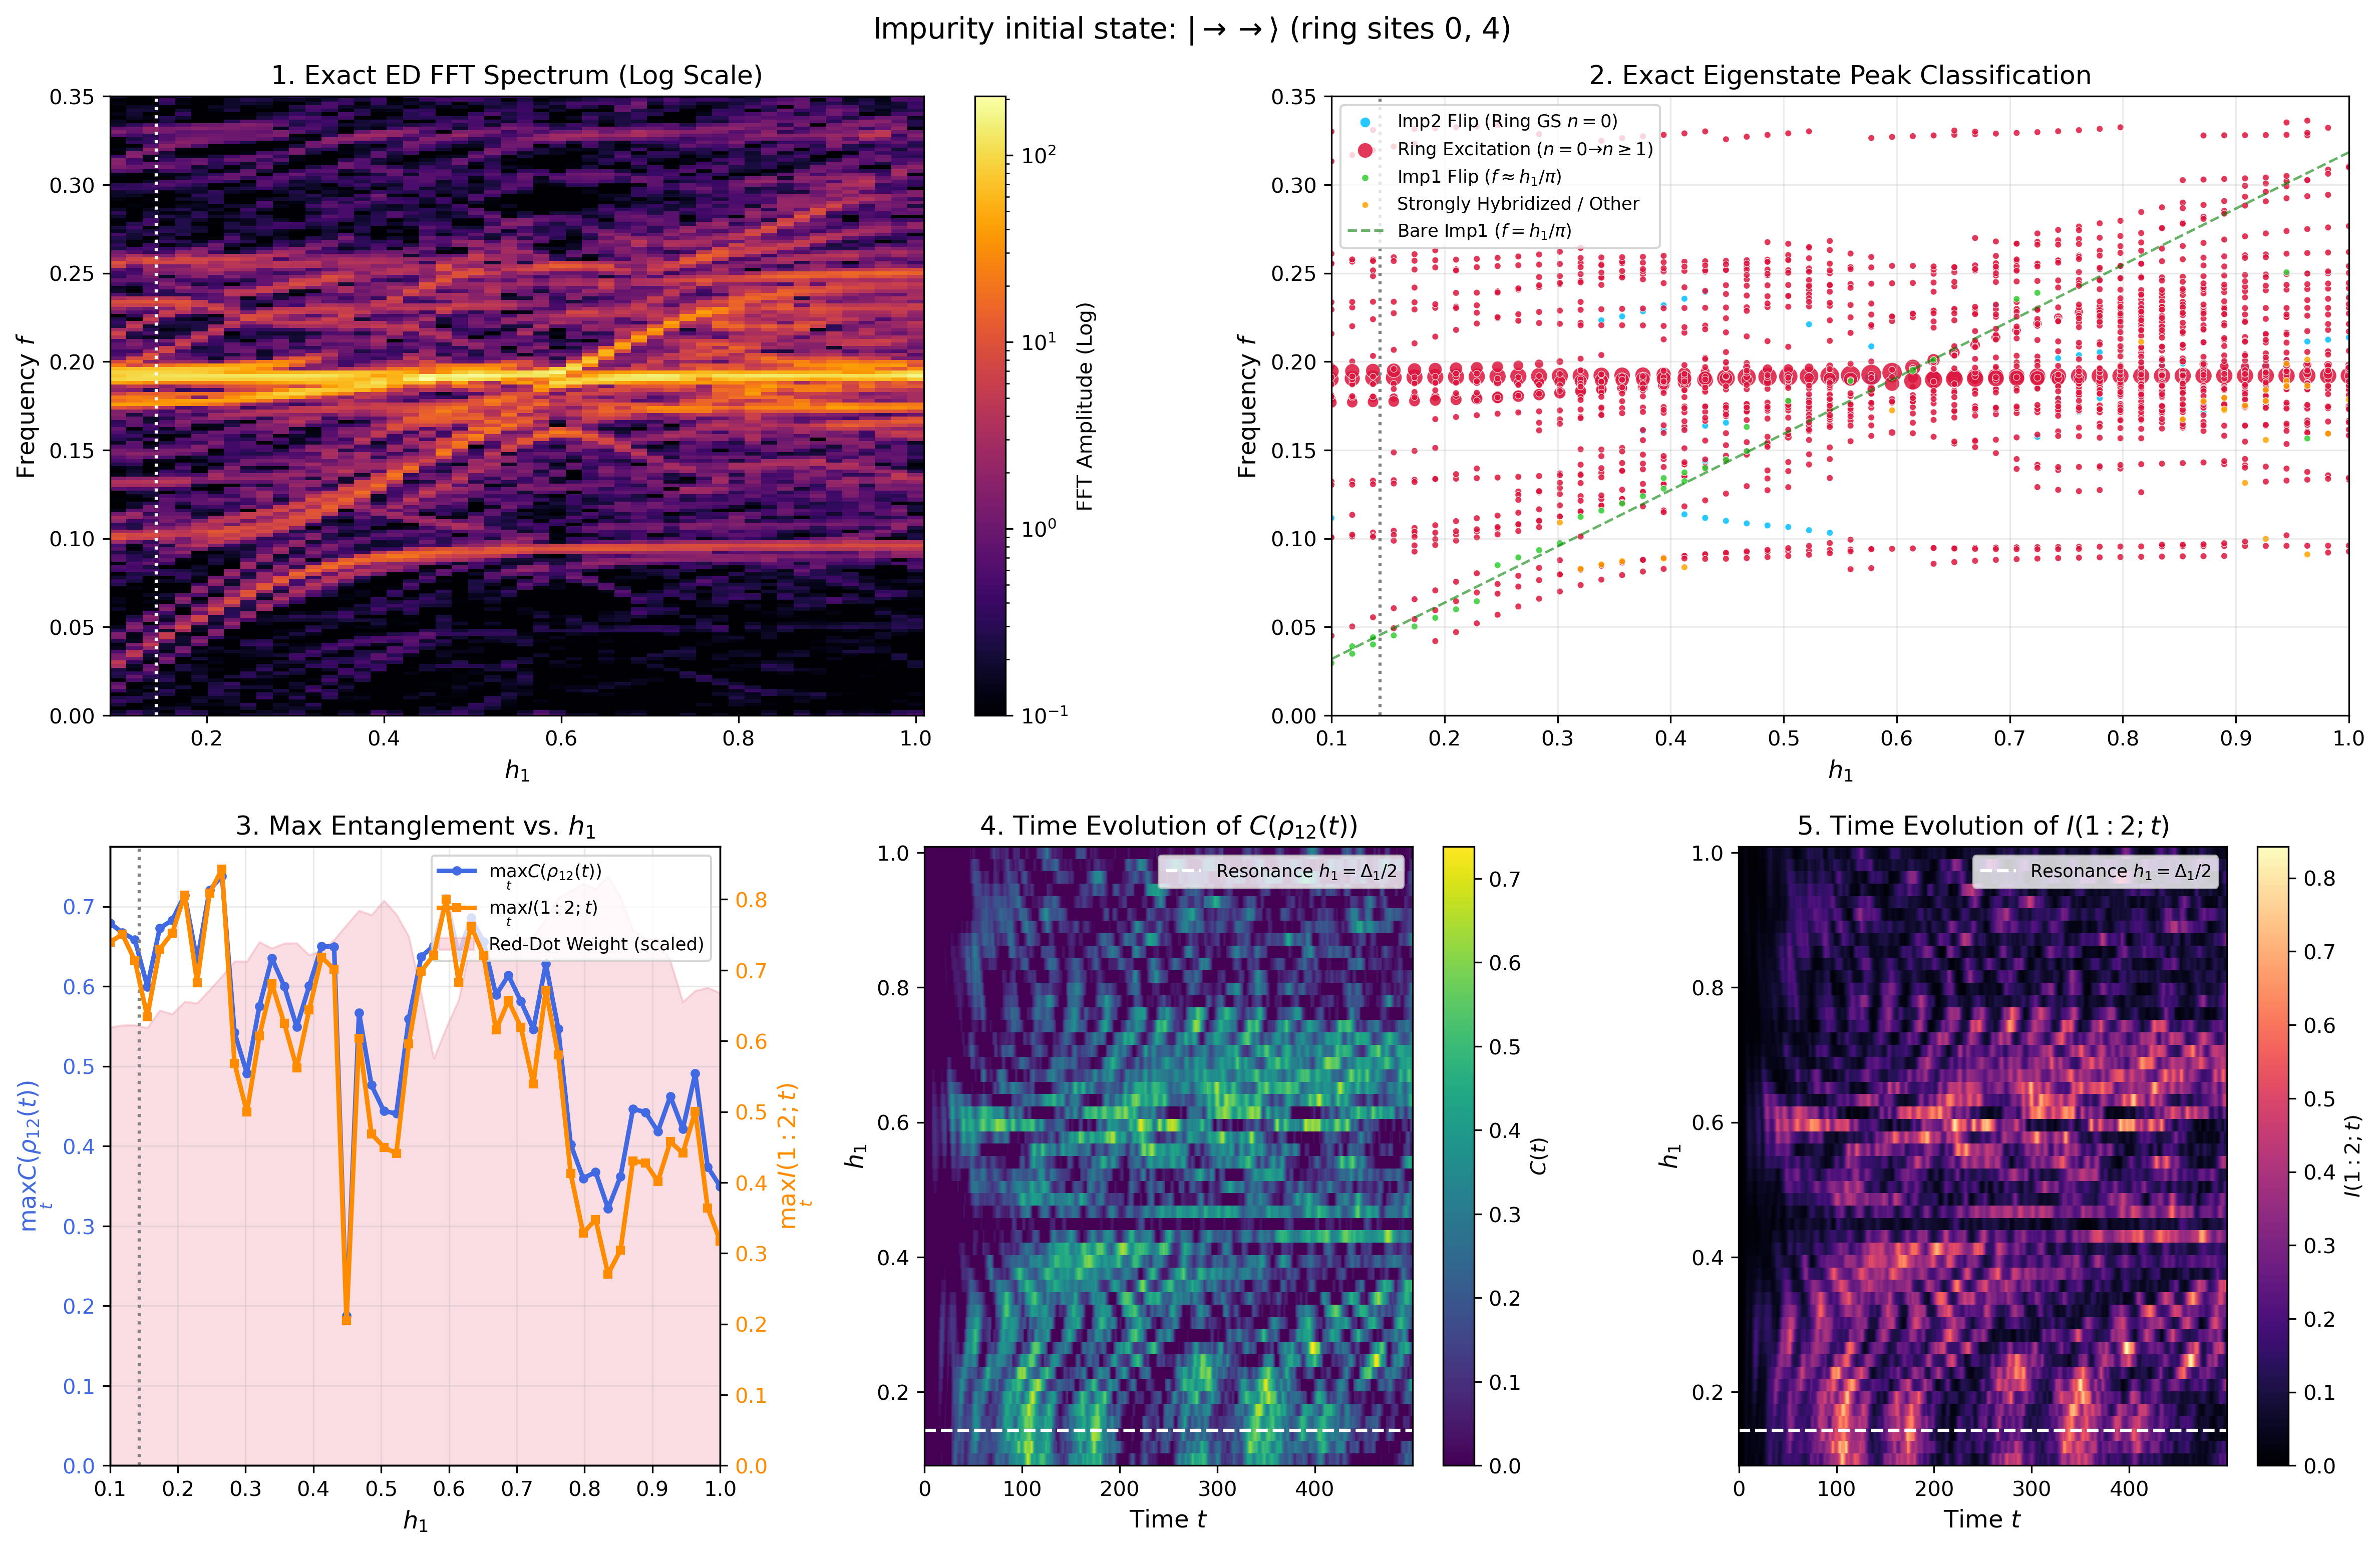 Impurity initial state: |→→⟩ (ring sites 0, 4)
1. Exact ED FFT Spectrum (Log Scale)
0.35
0.30
0.25
0.20
0.15
0.10
0.05
0.00
Frequency f
0.2
0.4
0.6
0.8
1.0
h₁
10²
10¹
10⁰
10⁻¹
FFT Amplitude (Log)
2. Exact Eigenstate Peak Classification
Imp2 Flip (Ring GS n = 0)
Ring Excitation (n = 0→n ≥ 1)
Imp1 Flip (f ≈ h₁/π)
Strongly Hybridized / Other
Bare Imp1 (f = h₁/π)
0.35
0.30
0.25
0.20
0.15
0.10
0.05
0.00
Frequency f
0.1
0.2
0.3
0.4
0.5
0.6
0.7
0.8
0.9
1.0
h₁
3. Max Entanglement vs. h₁
max C(ρ₁₂(t))
t
max I(1 : 2; t)
t
Red-Dot Weight (scaled)
0.7
0.6
0.5
0.4
0.3
0.2
0.1
0.0
max C(ρ₁₂(t))
t
0.8
0.7
0.6
0.5
0.4
0.3
0.2
0.1
0.0
max I(1 : 2; t)
t
0.1
0.2
0.3
0.4
0.5
0.6
0.7
0.8
0.9
1.0
h₁
4. Time Evolution of C(ρ₁₂(t))
Resonance h₁ = Δ₁/2
1.0
0.8
0.6
0.4
0.2
h₁
0
100
200
300
400
Time t
0.7
0.6
0.5
0.4
0.3
0.2
0.1
0.0
C(t)
5. Time Evolution of I(1 : 2; t)
Resonance h₁ = Δ₁/2
1.0
0.8
0.6
0.4
0.2
h₁
0
100
200
300
400
Time t
0.8
0.7
0.6
0.5
0.4
0.3
0.2
0.1
0.0
I(1 : 2; t)